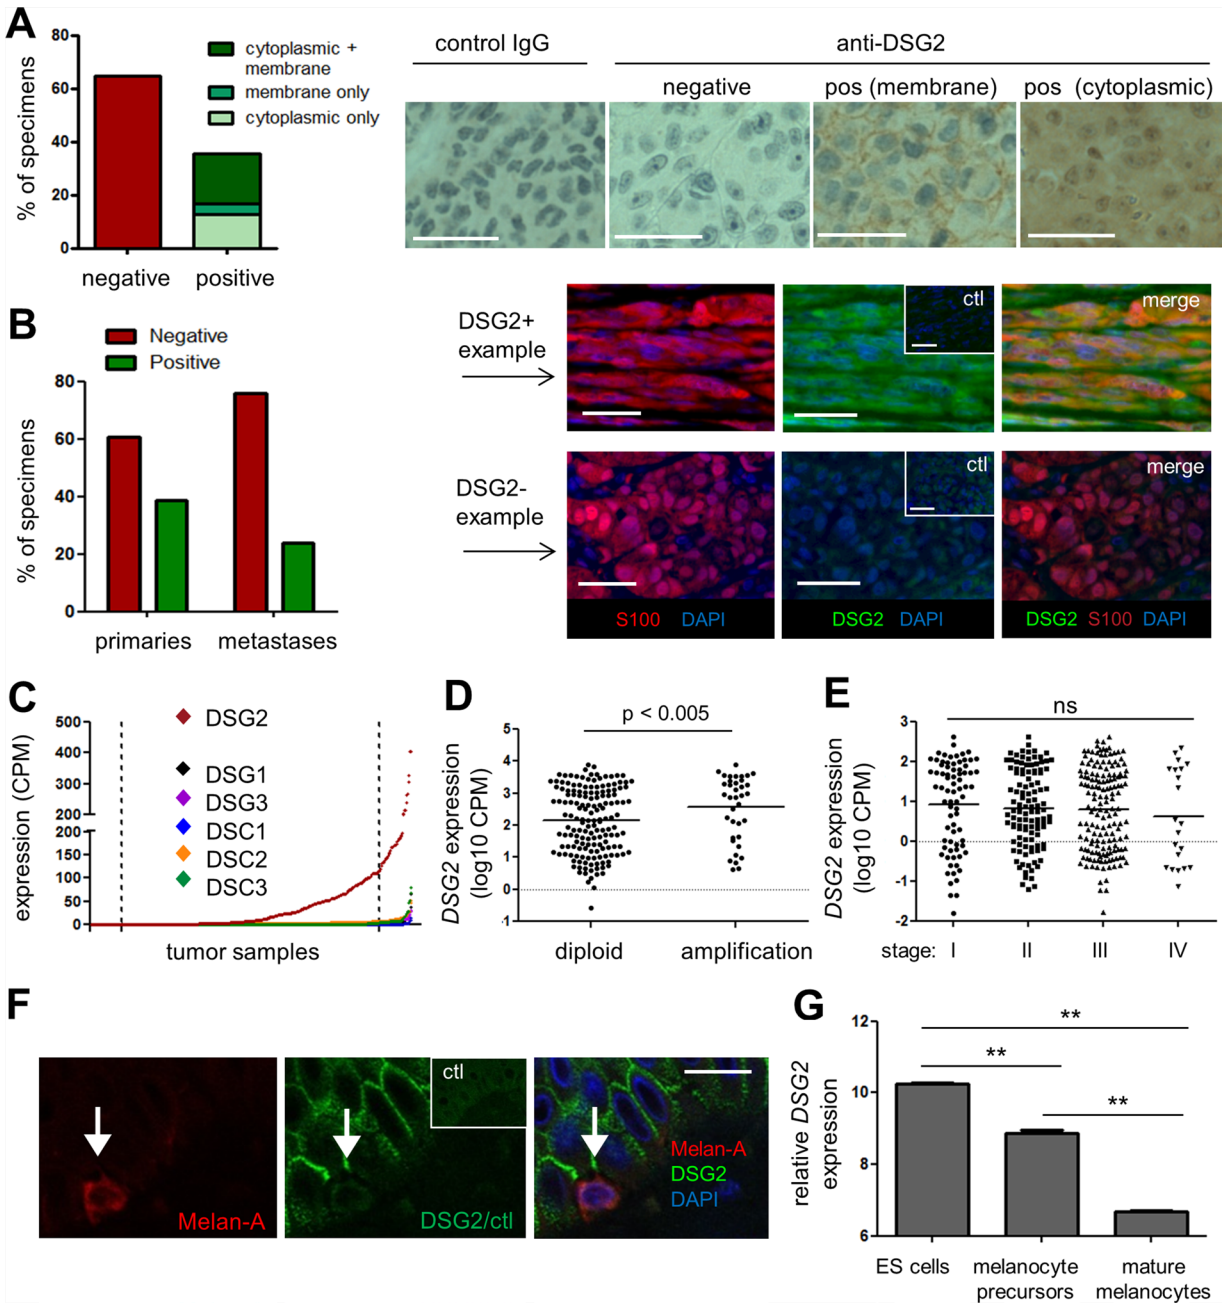 A
80
60
40
20
0
% of specimens
negative
positive
cytoplasmic +
membrane
membrane only
cytoplasmic only
control IgG
anti-DSG2
negative
pos (membrane)
pos (cytoplasmic)
B
Negative
Positive
80
60
40
20
0
% of specimens
primaries
metastases
DSG2+
example
ctl
merge
DSG2-
example
ctl
merge
S100 DAPI
DSG2 DAPI
DSG2 S100 DAPI
C
500
400
300
200
200
150
100
50
0
expression (CPM)
tumor samples
DSG2
DSG1
DSG3
DSC1
DSC2
DSC3
D
p < 0.005
5
4
3
2
1
0
-1
DSG2 expression
(log10 CPM)
diploid
amplification
E
ns
3
2
1
0
-1
-2
DSG2 expression
(log10 CPM)
stage: I II III IV
F
Melan-A
ctl
DSG2/ctl
Melan-A
DSG2
DAPI
G
12
10
8
6
relative DSG2
expression
**
**
**
ES cells
melanocyte
precursors
mature
melanocytes